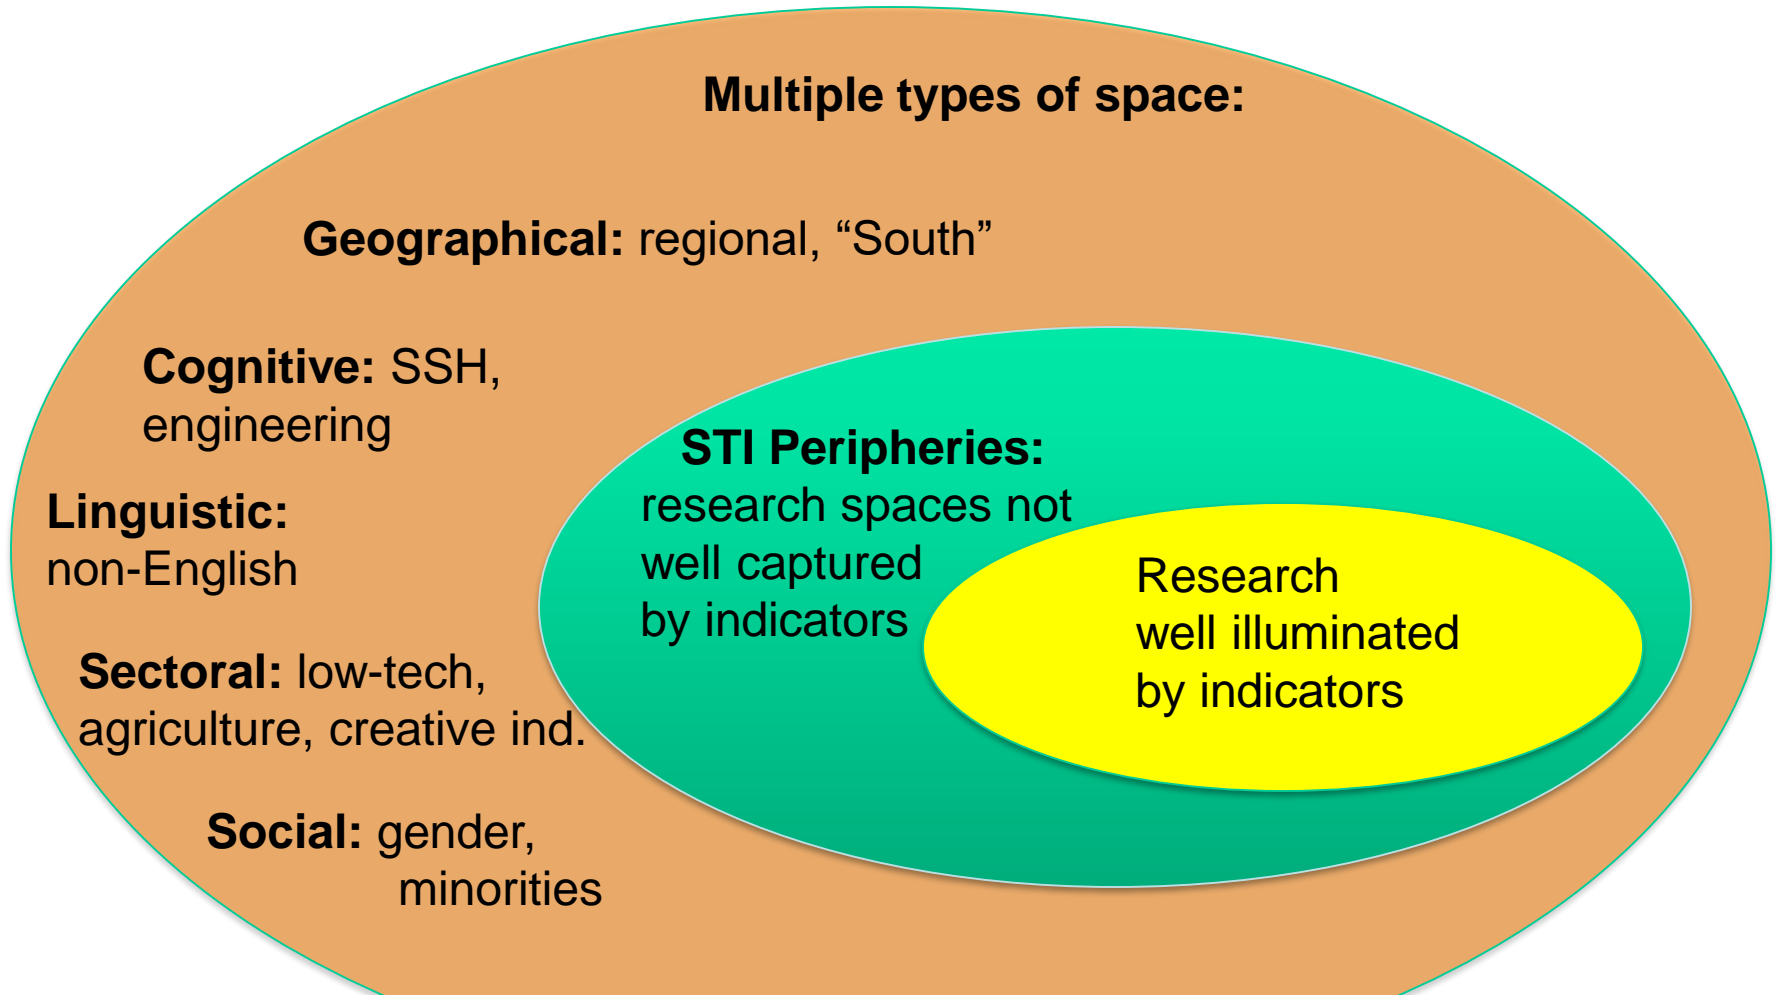 Multiple types of space:
Geographical: regional, “South”
Cognitive: SSH,
engineering
Linguistic:
non-English
Sectoral: low-tech,
agriculture, creative ind.
Social: gender,
minorities
STI Peripheries:
research spaces not
well captured
by indicators
Research
well illuminated
by indicators